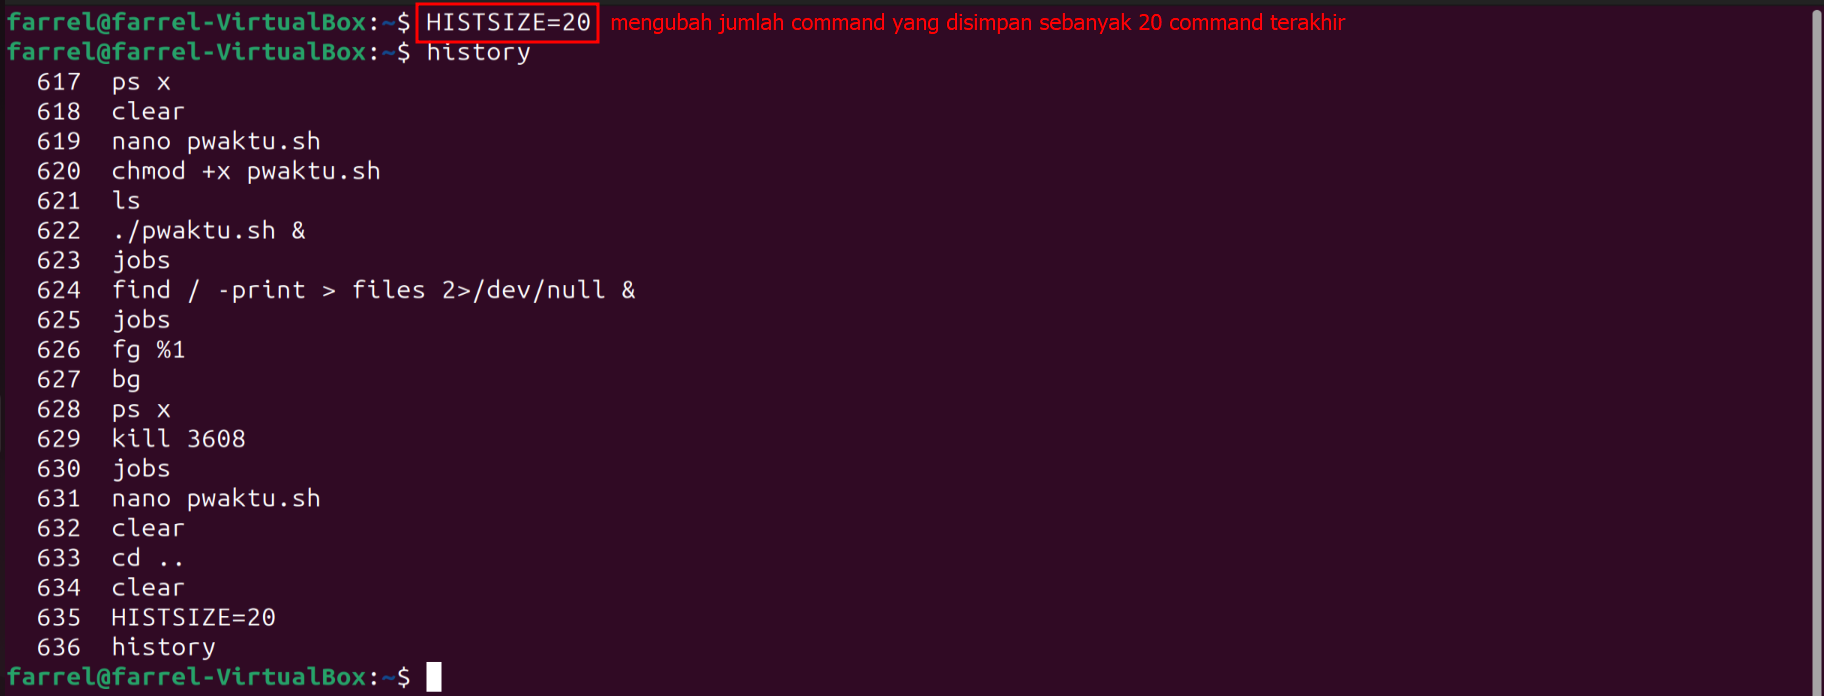 farrel@farrel-VirtualBox:~$ HISTSIZE=20 mengubah jumlah command yang disimpan sebanyak 20 command terakhir
farrel@farrel-VirtualBox:~$ history
617 ps x
618 clear
619 nano pwaktu.sh
620 chmod +x pwaktu.sh
621 ls
622 ./pwaktu.sh &
623 jobs
624 find / -print > files 2>/dev/null &
625 jobs
626 fg %1
627 bg
628 ps x
629 kill 3608
630 jobs
631 nano pwaktu.sh
632 clear
633 cd ..
634 clear
635 HISTSIZE=20
636 history
farrel@farrel-VirtualBox:~$